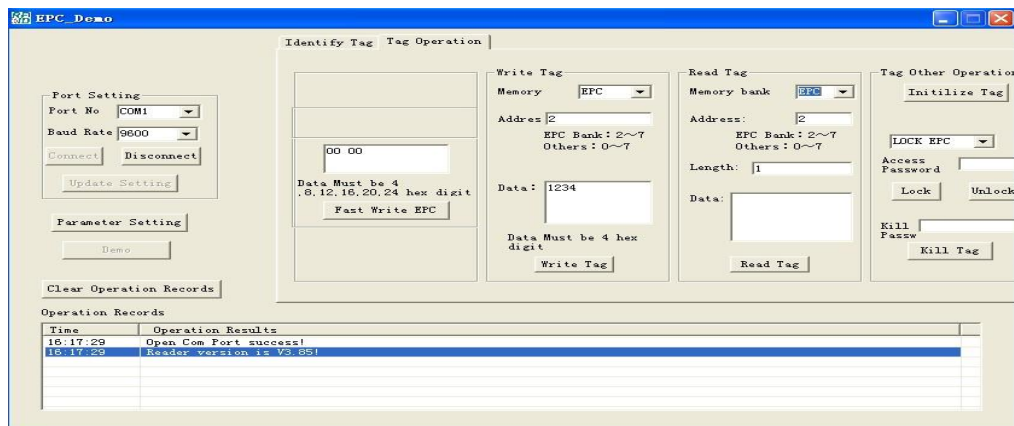 EPC_Demo
Identify Tag Tag Operation
Port Setting
Port No COM1
Baud Rate 9600
Connect Disconnect
Update Setting
Parameter Setting
Demo
Clear Operation Records
00 00
Data Must be 4
.8.12.16.20.24 hex digit
Fast Write EPC
Write Tag
Memory EPC
Addres 2
EPC Bank：2～7
Others：0～7
Data： 1234
Data Must be 4 hex
digit
Write Tag
Read Tag
Memory bank EPC
Address: 2
EPC Bank：2～7
Others：0～7
Length: 1
Data:
Read Tag
Tag Other Operation
Initilize Tag
LOCK EPC
Access
Password
Lock Unlock
Kill
Passw
Kill Tag
Operation Records
Time Operation Results
16:17:29 Open Com Port success!
16:17:29 Reader version is V3.85!